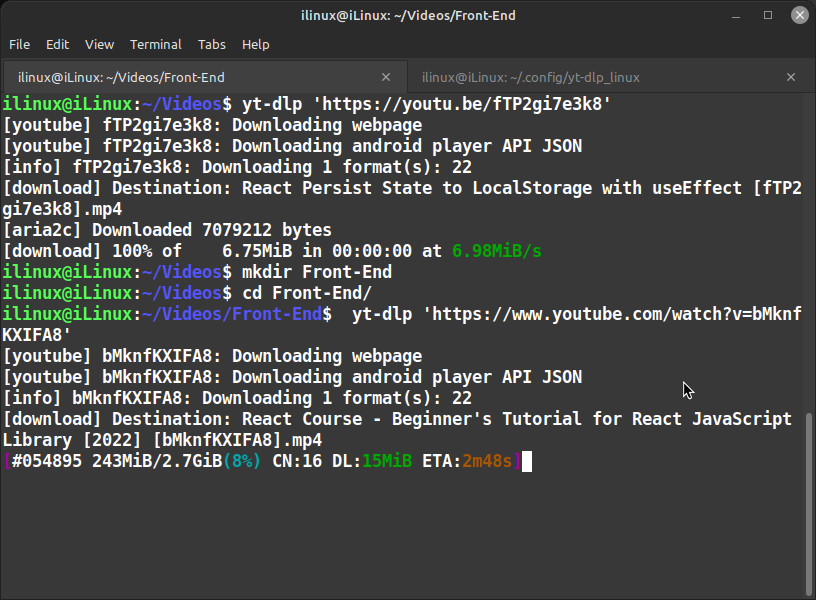 ilinux@iLinux: ~/Videos/Front-End
File Edit View Terminal Tabs Help
ilinux@iLinux: ~/Videos/Front-End × ilinux@iLinux: ~/.config/yt-dlp_linux ×
ilinux@iLinux:~/Videos$ yt-dlp 'https://youtu.be/fTP2gi7e3k8'
[youtube] fTP2gi7e3k8: Downloading webpage
[youtube] fTP2gi7e3k8: Downloading android player API JSON
[info] fTP2gi7e3k8: Downloading 1 format(s): 22
[download] Destination: React Persist State to LocalStorage with useEffect [fTP2
gi7e3k8].mp4
[aria2c] Downloaded 7079212 bytes
[download] 100% of    6.75MiB in 00:00:00 at 6.98MiB/s
ilinux@iLinux:~/Videos$ mkdir Front-End
ilinux@iLinux:~/Videos$ cd Front-End/
ilinux@iLinux:~/Videos/Front-End$  yt-dlp 'https://www.youtube.com/watch?v=bMknf
KXIFA8'
[youtube] bMknfKXIFA8: Downloading webpage
[youtube] bMknfKXIFA8: Downloading android player API JSON
[info] bMknfKXIFA8: Downloading 1 format(s): 22
[download] Destination: React Course - Beginner's Tutorial for React JavaScript
Library [2022] [bMknfKXIFA8].mp4
[#054895 243MiB/2.7GiB(8%) CN:16 DL:15MiB ETA:2m48s]